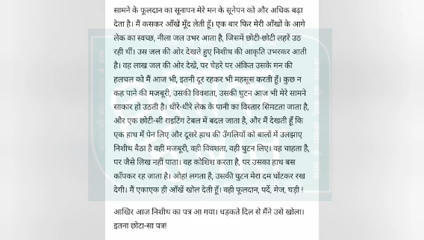 सामने के फूलदान का सूनापन मेरे मन के सूनेपन को और अधिक बढ़ा
देता है। मैं कसकर आँखें मूँद लेती हूँ। एक बार फिर मेरी आँखों के आगे
लेक का स्वच्छ, नीला जल उभर आता है, जिसमें छोटी-छोटी लहरें उठ
रही थीं। उस जल की ओर देखते हुए निशीथ की आकृति उभरकर आती
है। वह लाख जल की ओर देखे, पर चेहरे पर अंकित उसके मन की
हलचल को मैं आज भी, इतनी दूर रहकर भी महसूस करती हूँ। कुछ न
कह पाने की मजबूरी, उसकी विवशता, उसकी घुटन आज भी मेरे सामने
साकार हो उठती है। धीरे-धीरे लेक के पानी का विस्तार सिमटता जाता है,
और एक छोटी-सी राइटिंग टेबल में बदल जाता है, और मैं देखती हूँ कि
एक हाथ में पेन लिए और दूसरे हाथ की उँगलियों को बालों में उलझाए
निशीथ बैठा है वही मजबूरी, वही विवशता, वही घुटन लिए। वह चाहता है,
पर जैसे लिख नहीं पाता। वह कोशिश करता है, पर उसका हाथ बस
काँपकर रह जाता है। ओह! लगता है, उसकी घुटन मेरा दम घोंटकर रख
देगी। मैं एकाएक ही आँखें खोल देती हूँ। वही फूलदान, पर्दे, मेज, घड़ी !
आखिर आज निशीथ का पत्र आ गया। धड़कते दिल से मैंने उसे खोला।
इतना छोटा-सा पत्र!